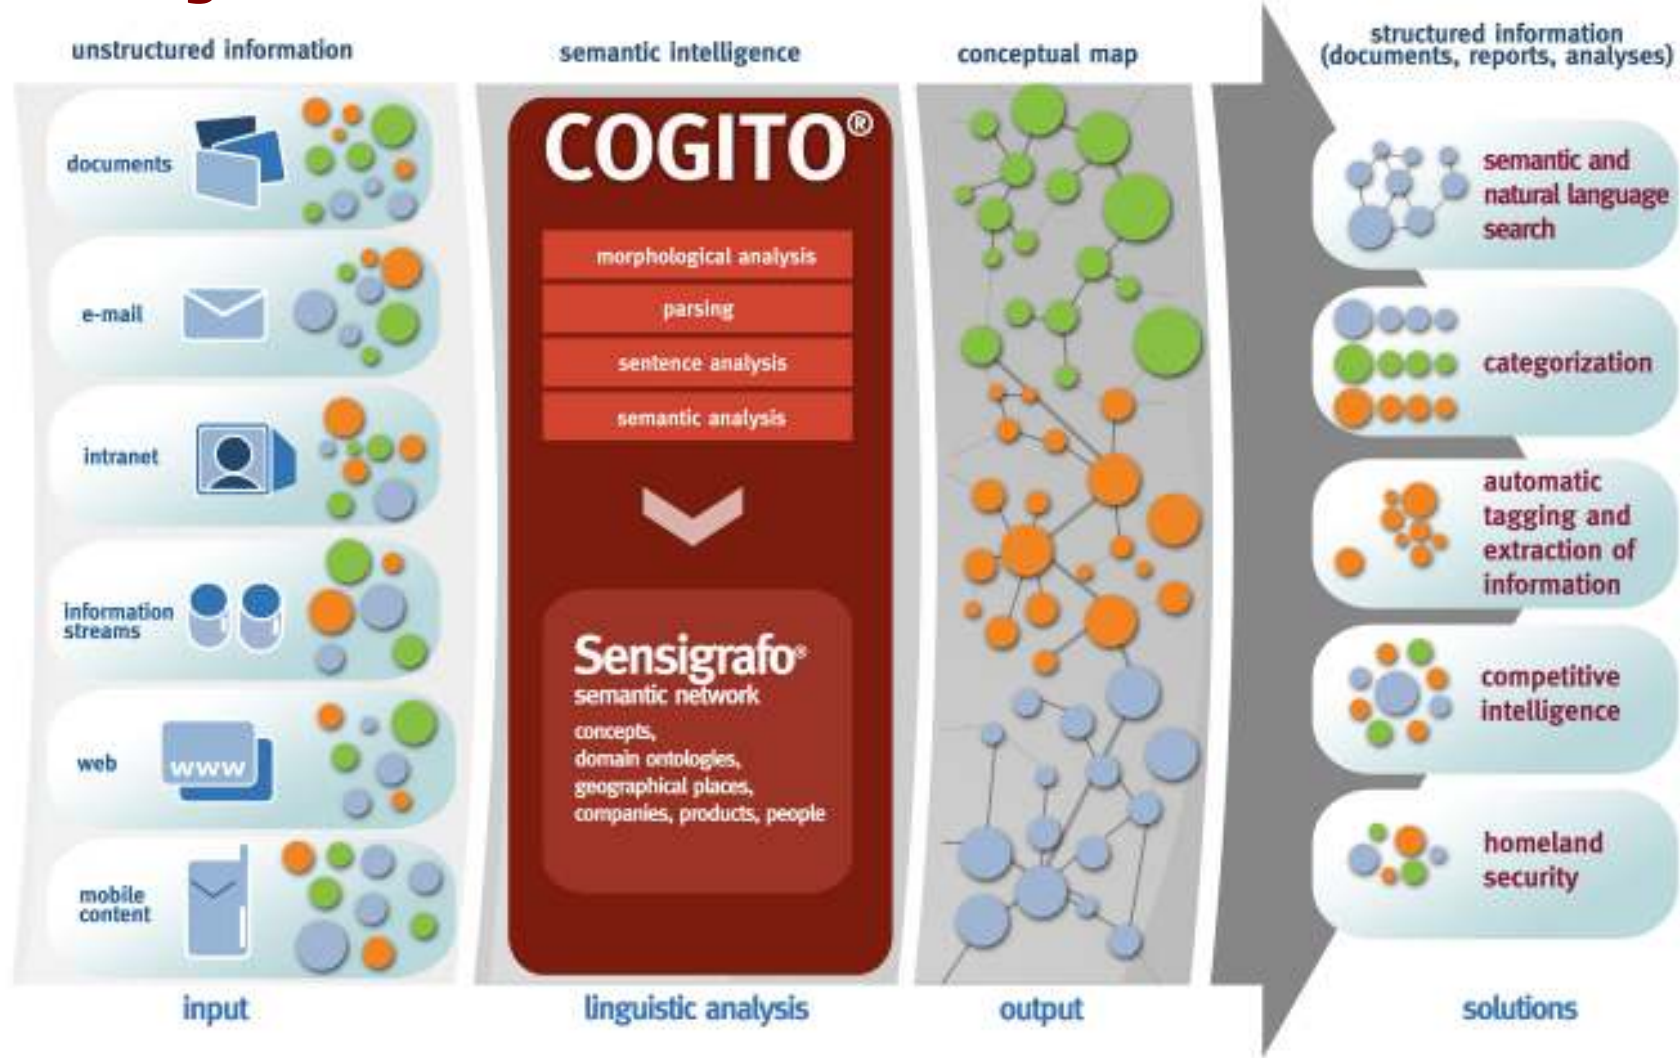 unstructured information
semantic intelligence
conceptual map
structured information
(documents, reports, analyses)
documents
e-mail
intranet
information
streams
web
www
mobile
content
input
COGITO®
morphological analysis
parsing
sentence analysis
semantic analysis
Sensigrafo®
semantic network
concepts,
domain ontologies,
geographical places,
companies, products, people
linguistic analysis
output
semantic and
natural language
search
categorization
automatic
tagging and
extraction of
information
competitive
intelligence
homeland
security
solutions